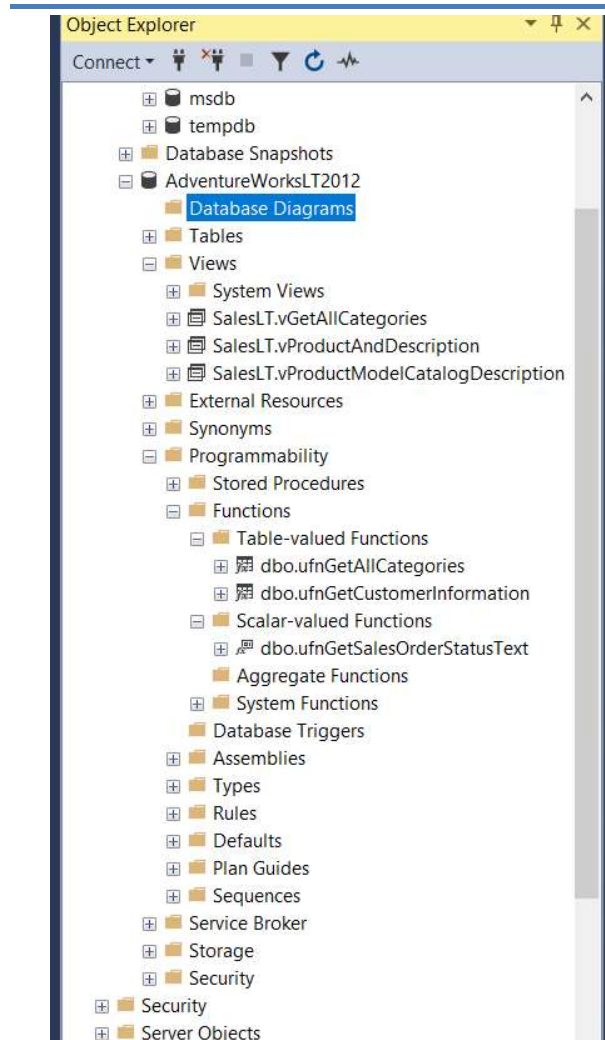 Object Explorer
Connect
msdb
tempdb
Database Snapshots
AdventureWorksLT2012
Database Diagrams
Tables
Views
System Views
SalesLT.vGetAllCategories
SalesLT.vProductAndDescription
SalesLT.vProductModelCatalogDescription
External Resources
Synonyms
Programmability
Stored Procedures
Functions
Table-valued Functions
dbo.ufnGetAllCategories
dbo.ufnGetCustomerInformation
Scalar-valued Functions
dbo.ufnGetSalesOrderStatusText
Aggregate Functions
System Functions
Database Triggers
Assemblies
Types
Rules
Defaults
Plan Guides
Sequences
Service Broker
Storage
Security
Security
Server Objects